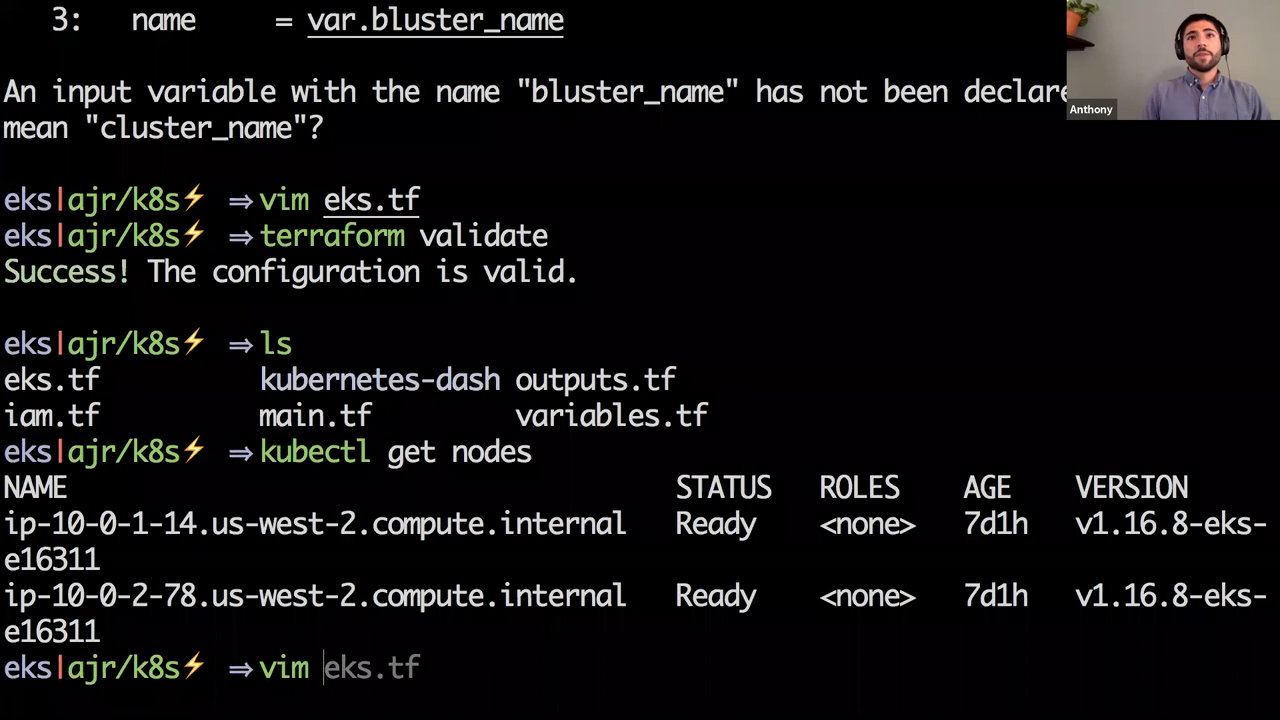 3: name = var.bluster_name
An input variable with the name "bluster_name" has not been declare
mean "cluster_name"?
eks|ajr/k8s⚡ ⇒vim eks.tf
eks|ajr/k8s⚡ ⇒terraform validate
Success! The configuration is valid.
eks|ajr/k8s⚡ ⇒ls
eks.tf kubernetes-dash outputs.tf
iam.tf main.tf variables.tf
eks|ajr/k8s⚡ ⇒kubectl get nodes
NAME STATUS ROLES AGE VERSION
ip-10-0-1-14.us-west-2.compute.internal Ready <none> 7d1h v1.16.8-eks-
e16311
ip-10-0-2-78.us-west-2.compute.internal Ready <none> 7d1h v1.16.8-eks-
e16311
eks|ajr/k8s⚡ ⇒vim eks.tf
Anthony